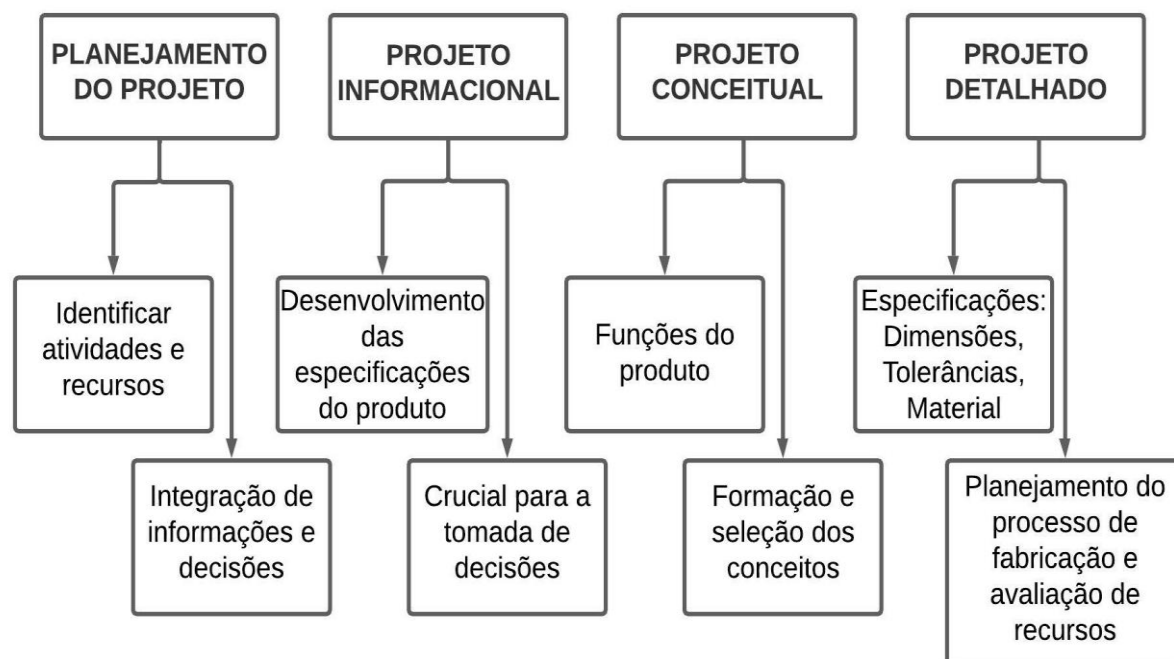 PLANEJAMENTO
DO PROJETO
PROJETO
INFORMACIONAL
PROJETO
CONCEITUAL
PROJETO
DETALHADO
Identificar
atividades e
recursos
Desenvolvimento
das
especificações
do produto
Funções do
produto
Especificações:
Dimensões,
Tolerâncias,
Material
Integração de
informações e
decisões
Crucial para a
tomada de
decisões
Formação e
seleção dos
conceitos
Planejamento do
processo de
fabricação e
avaliação de
recursos